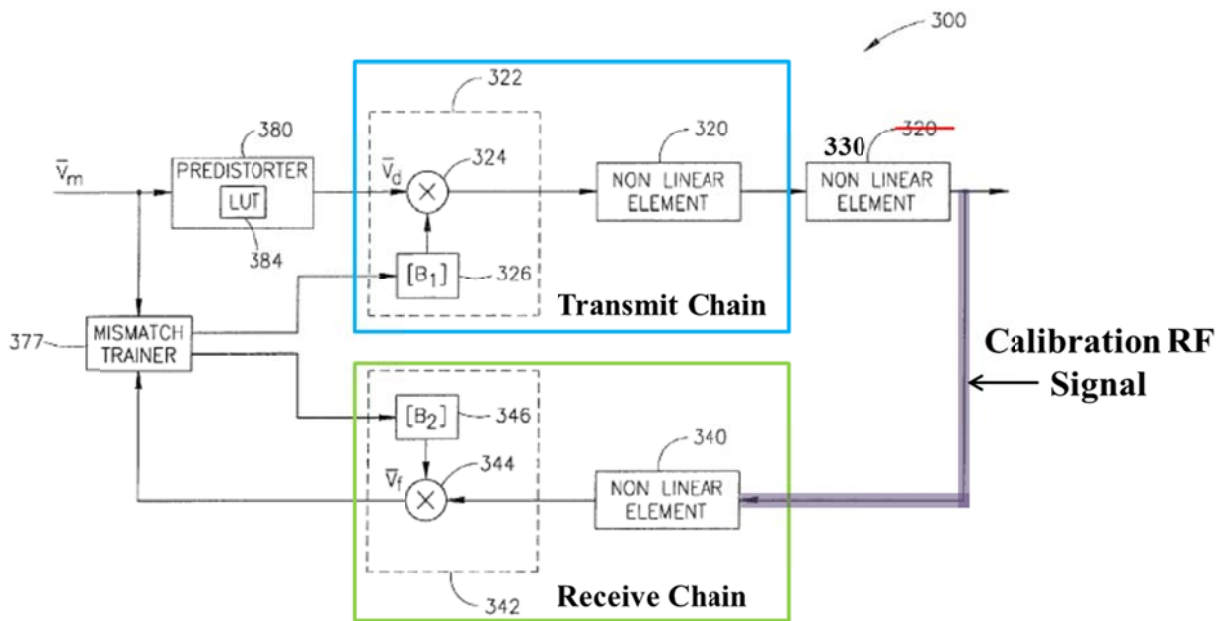 300
322
380
PREDISTORTER
LUT
384
V̅m
V̅d
324
[B1]
326
320
NON LINEAR
ELEMENT
330
320
NON LINEAR
ELEMENT
Transmit Chain
377
MISMATCH
TRAINER
Calibration RF
Signal
[B2]
346
V̅f
344
340
NON LINEAR
ELEMENT
342
Receive Chain